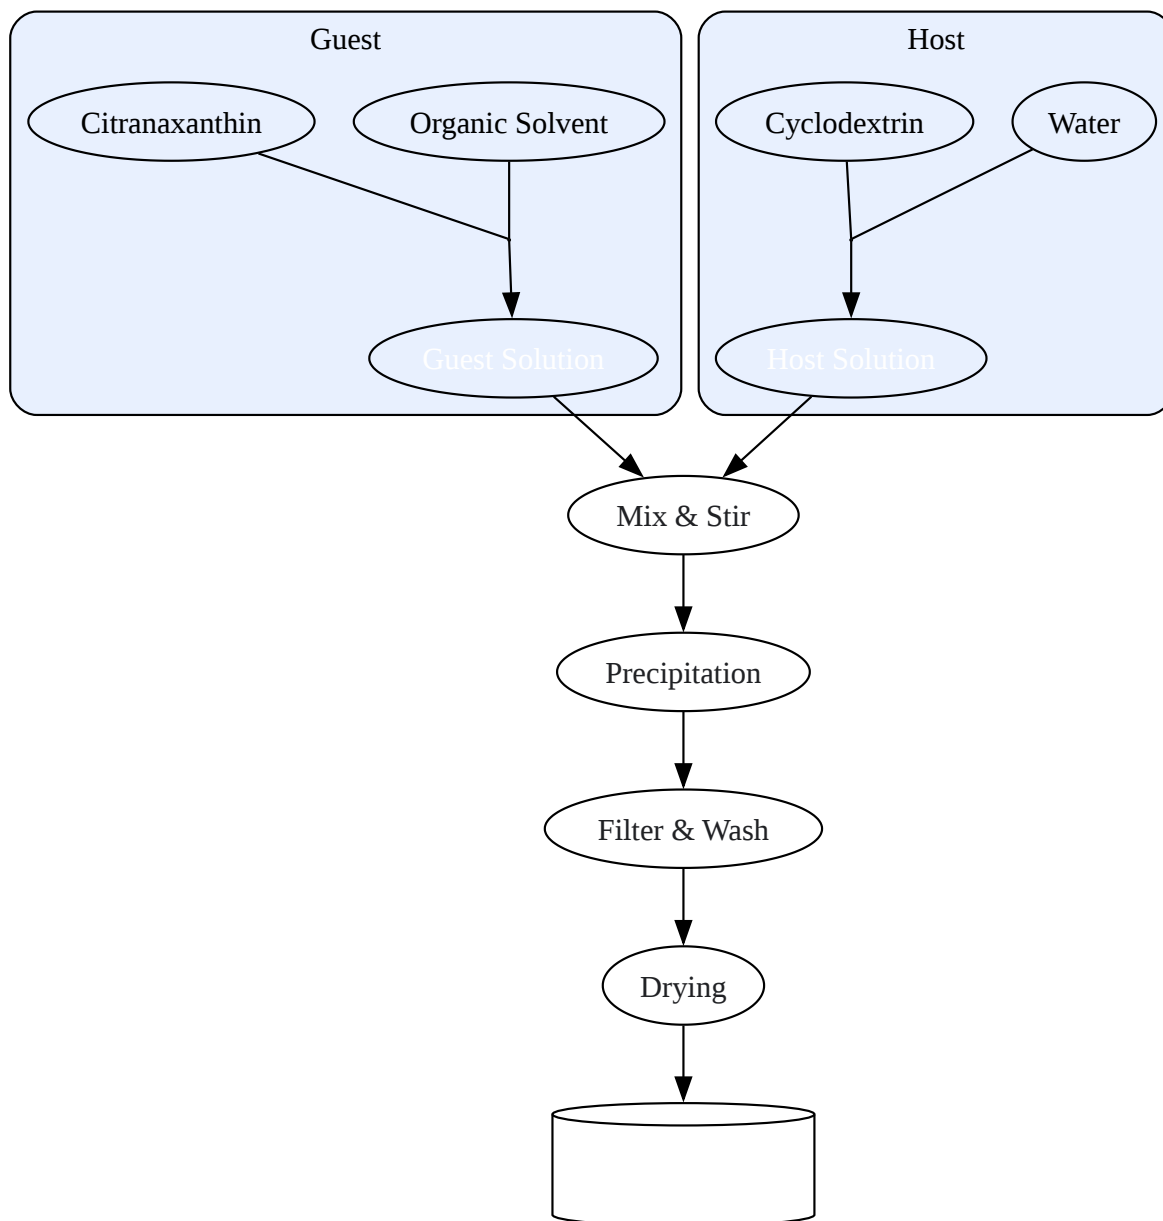 Guest
Host
Citranaxanthin
Organic Solvent
Cyclodextrin
Water
Guest Solution
Host Solution
Mix & Stir
Precipitation
Filter & Wash
Drying